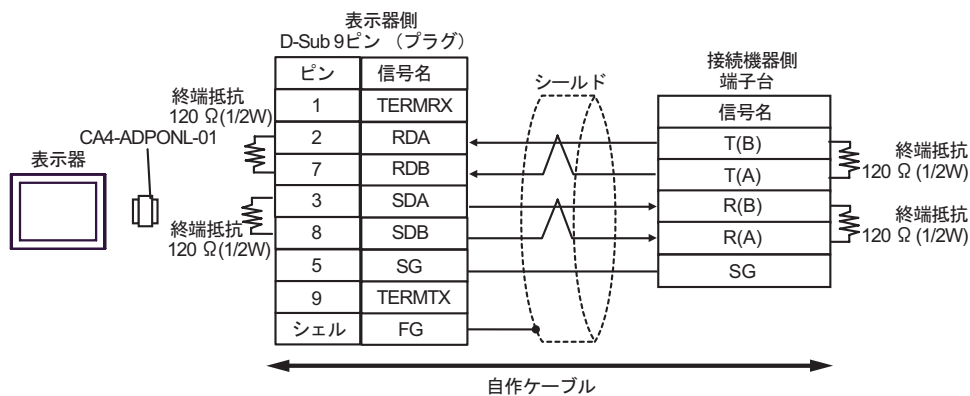 表示器側
D-Sub 9ピン （プラグ）
ピン 信号名
1 TERMRX
2 RDA
7 RDB
3 SDA
8 SDB
5 SG
9 TERMTX
シェル FG
終端抵抗
120 Ω(1/2W)
CA4-ADPONL-01
表示器
終端抵抗
120 Ω(1/2W)
シールド
接続機器側
端子台
信号名
T(B)
T(A)
R(B)
R(A)
SG
終端抵抗
120 Ω (1/2W)
終端抵抗
120 Ω (1/2W)
自作ケーブル